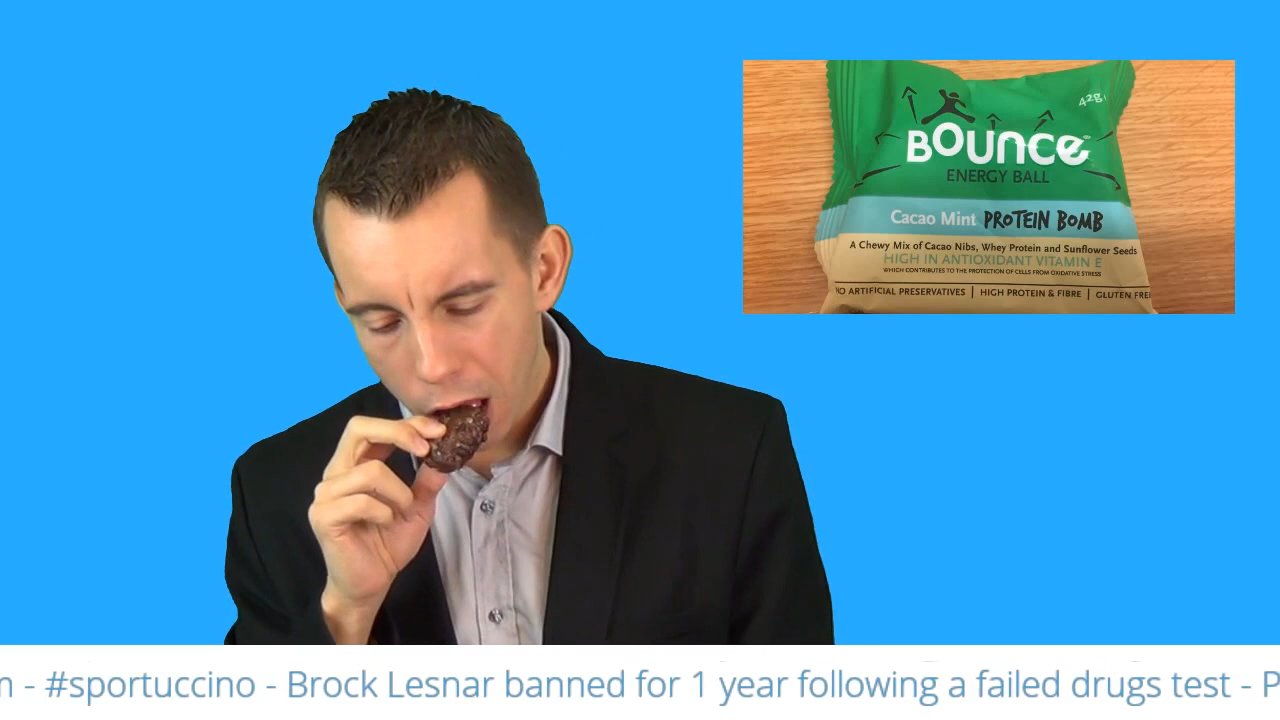 42g
BOUNCE
ENERGY BALL
Cacao Mint PROTEIN BOMB
A Chewy Mix of Cacao Nibs, Whey Protein and Sunflower Seeds
HIGH IN ANTIOXIDANT VITAMIN E
WHICH CONTRIBUTES TO THE PROTECTION OF CELLS FROM OXIDATIVE STRESS
NO ARTIFICIAL PRESERVATIVES | HIGH PROTEIN & FIBRE | GLUTEN FREE
m - #sportuccino - Brock Lesnar banned for 1 year following a failed drugs test - P